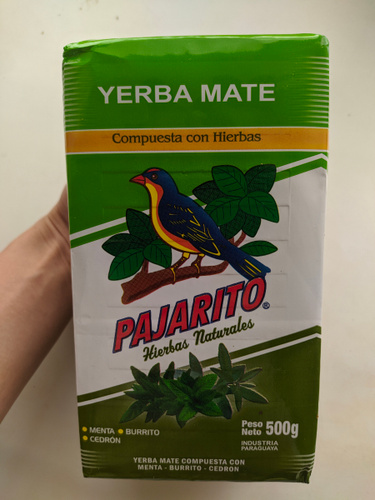 YERBA MATE
Compuesta con Hierbas
PAJARITO®
Hierbas Naturales
• MENTA • BURRITO
• CEDRÓN
Peso
Neto 500g
INDUSTRIA
PARAGUAYA
YERBA MATE COMPUESTA CON
MENTA - BURRITO - CEDRON